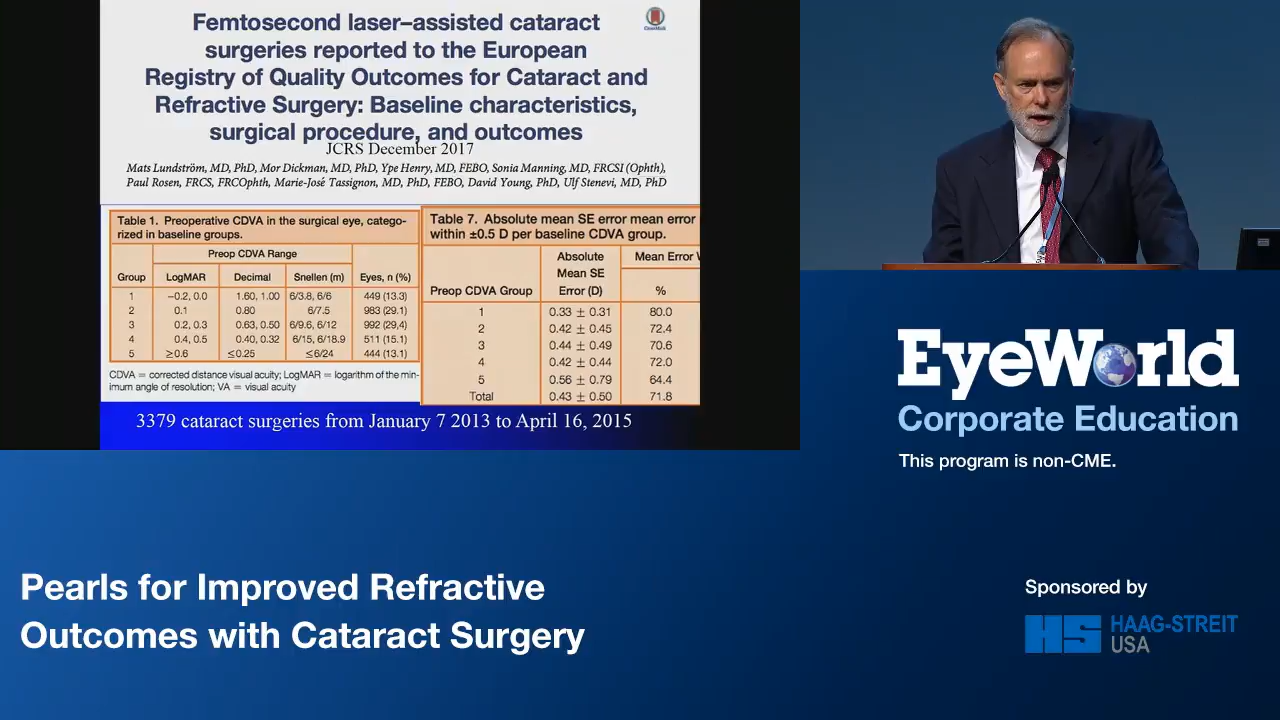 Femtosecond laser–assisted cataract
surgeries reported to the European
Registry of Quality Outcomes for Cataract and
Refractive Surgery: Baseline characteristics,
surgical procedure, and outcomes
JCRS December 2017
Mats Lundström, MD, PhD, Mor Dickman, MD, PhD, Ype Henry, MD, FEBO, Sonia Manning, MD, FRCSI (Ophth),
Paul Rosen, FRCS, FRCOphth, Marie-José Tassignon, MD, PhD, FEBO, David Young, PhD, Ulf Stenevi, MD, PhD
Table 1. Preoperative CDVA in the surgical eye, catego-
rized in baseline groups.
Preop CDVA Range
Group LogMAR Decimal Snellen (m) Eyes, n (%)
1 −0.2, 0.0 1.60, 1.00 6/3.8, 6/6 449 (13.3)
2 0.1 0.80 6/7.5 983 (29.1)
3 0.2, 0.3 0.63, 0.50 6/9.6, 6/12 992 (29.4)
4 0.4, 0.5 0.40, 0.32 6/15, 6/18.9 511 (15.1)
5 ≥0.6 ≤0.25 ≤6/24 444 (13.1)
CDVA = corrected distance visual acuity; LogMAR = logarithm of the min-
imum angle of resolution; VA = visual acuity
Table 7. Absolute mean SE error mean error
within ±0.5 D per baseline CDVA group.
Absolute
Mean SE
Error (D)
Mean Error W
Preop CDVA Group
%
1 0.33 ± 0.31 80.0
2 0.42 ± 0.45 72.4
3 0.44 ± 0.49 70.6
4 0.42 ± 0.44 72.0
5 0.56 ± 0.79 64.4
Total 0.43 ± 0.50 71.8
3379 cataract surgeries from January 7 2013 to April 16, 2015
EyeWorld
Corporate Education
This program is non-CME.
Pearls for Improved Refractive
Outcomes with Cataract Surgery
Sponsored by
HS HAAG-STREIT
USA